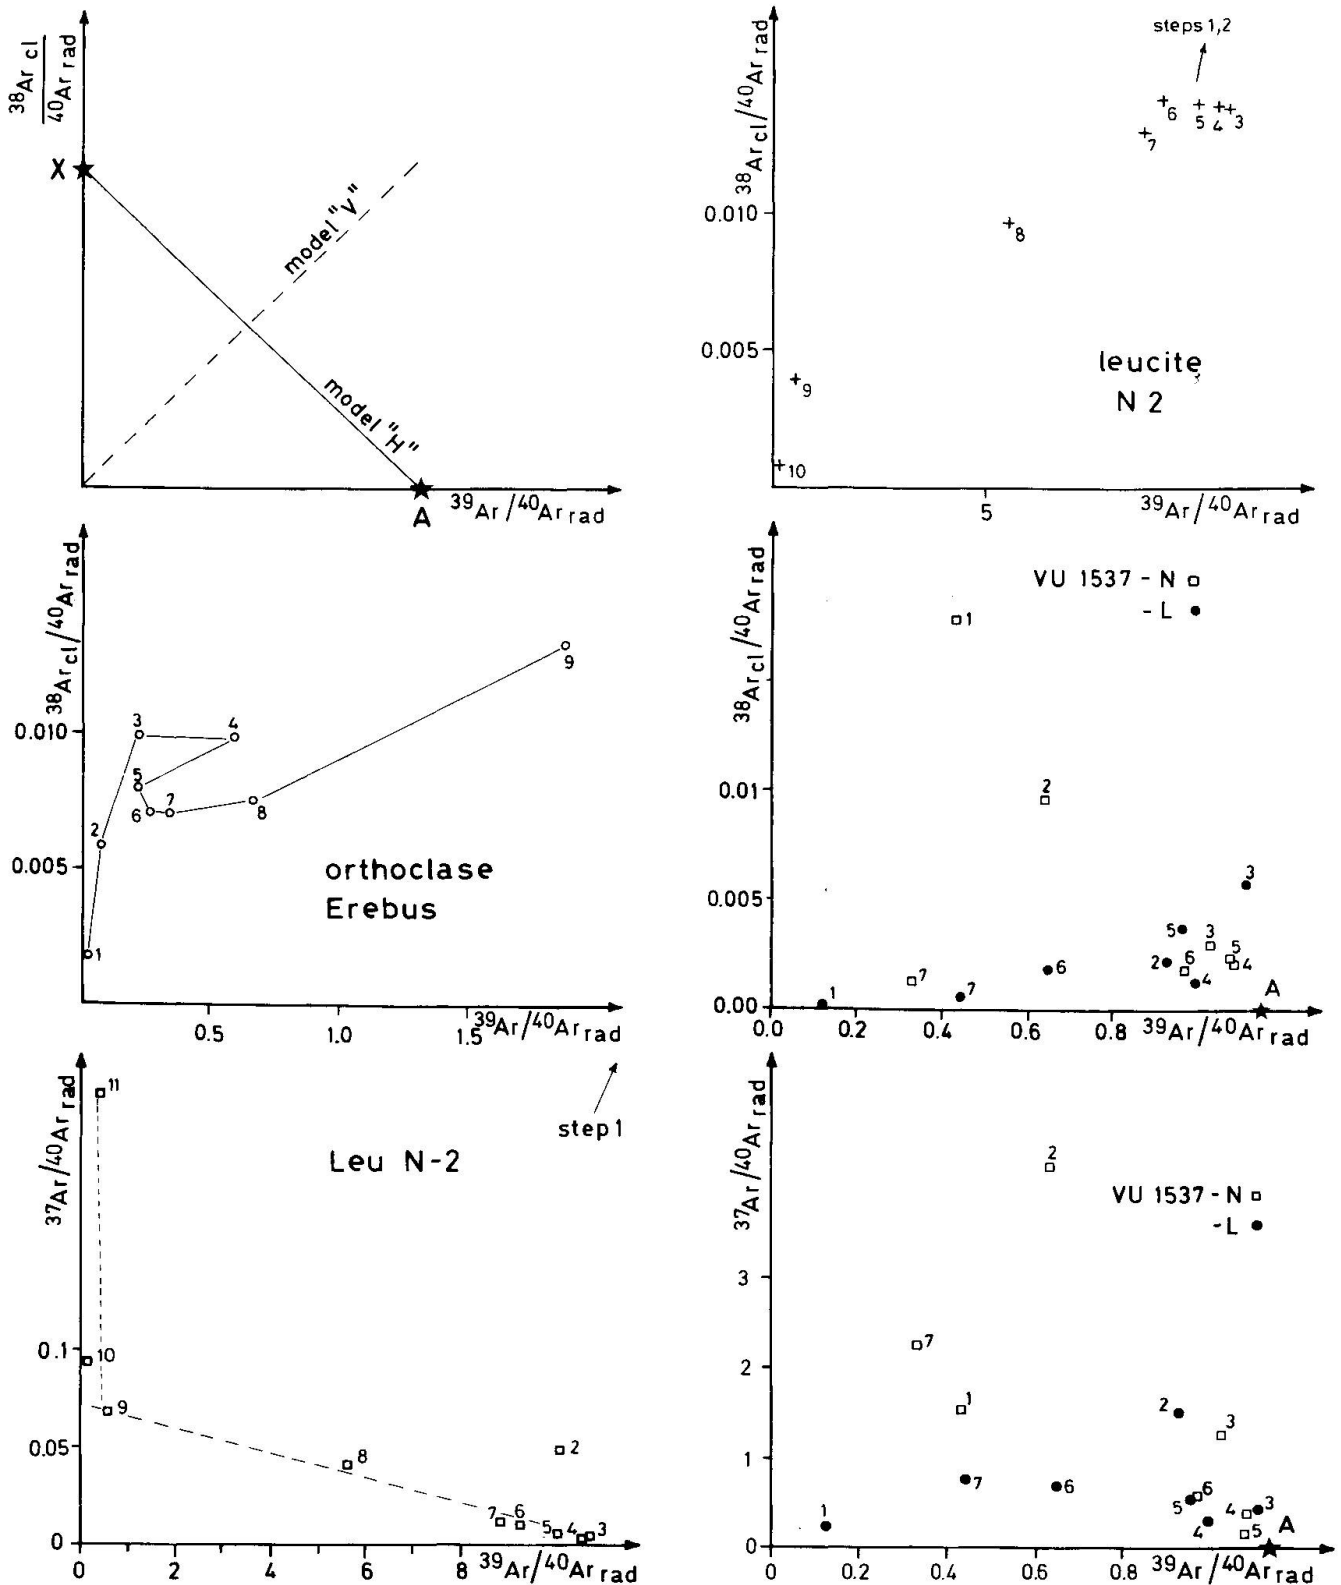 38Ar cl
40Ar rad
X
model "V"
model "H"
A
39Ar/40Ar rad
38Ar cl/40Ar rad
steps 1,2
6
5
4
3
7
0.010
8
0.005
leucite
N 2
9
10
5
39Ar/40Ar rad
38Ar cl/40Ar rad
3
4
0.010
5
6
7
8
9
2
0.005
orthoclase
Erebus
1
0.5
1.0
1.5
39Ar/40Ar rad
38Ar cl/40Ar rad
VU 1537 - N
- L
1
2
0.01
0.005
3
5
3
5
2
6
4
4
6
7
7
1
A
0.00
0.0
0.2
0.4
0.6
0.8
39Ar/40Ar rad
37Ar/40Ar rad
11
step 1
Leu N-2
0.1
10
9
0.05
8
2
7
6
5
4
3
0
0
2
4
6
8
39Ar/40Ar rad
37Ar/40Ar rad
2
VU 1537 - N
- L
3
7
2
1
2
3
1
7
6
5
6
4
3
1
4
5
A
0
0
0.2
0.4
0.6
0.8
39Ar/40Ar rad